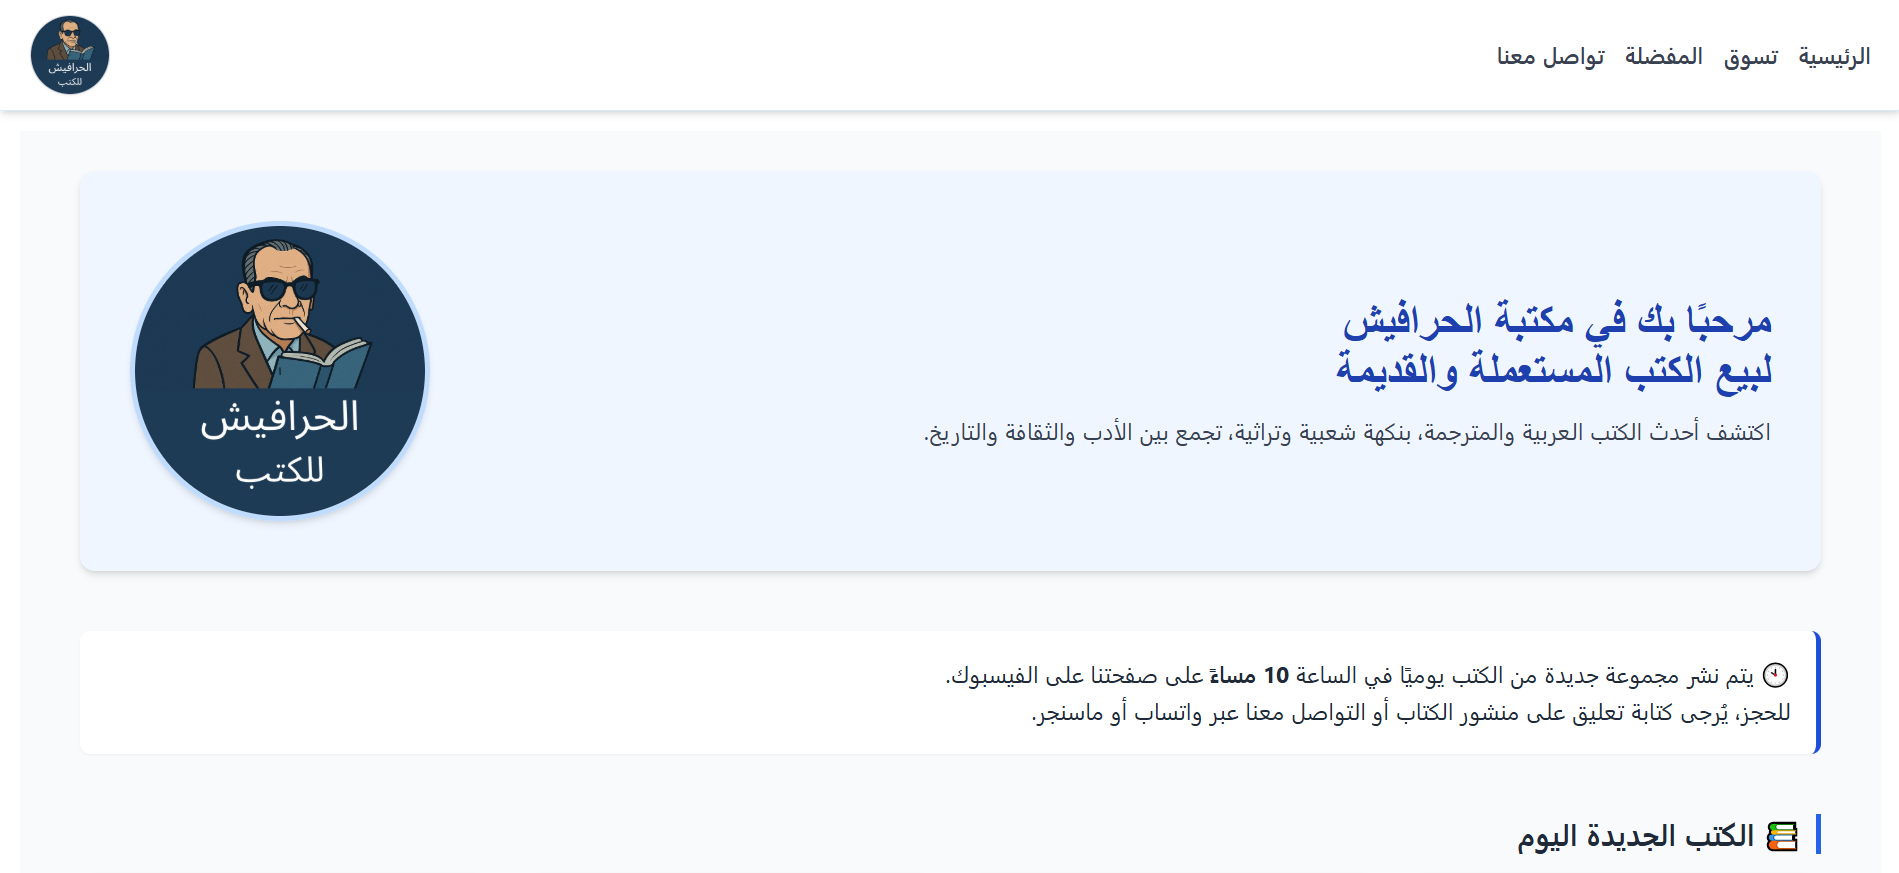 الرئيسية تسوق المفضلة تواصل معنا
الحرافيش
للكتب
مرحبًا بك في مكتبة الحرافيش
لبيع الكتب المستعملة والقديمة
اكتشف أحدث الكتب العربية والمترجمة، بنكهة شعبية وتراثية، تجمع بين الأدب والثقافة والتاريخ.
الحرافيش
للكتب
يتم نشر مجموعة جديدة من الكتب يوميًا في الساعة 10 مساءً على صفحتنا على الفيسبوك.
للحجز، يُرجى كتابة تعليق على منشور الكتاب أو التواصل معنا عبر واتساب أو ماسنجر.
الكتب الجديدة اليوم